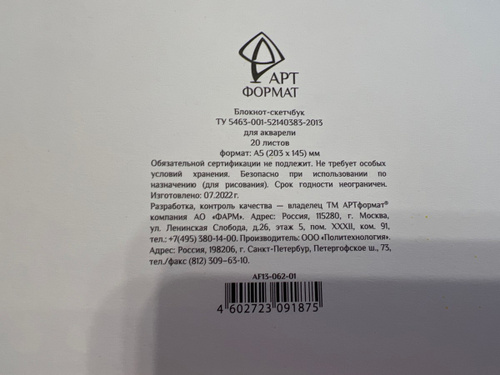 АРТ
ФОРМАТ
Блокнот-скетчбук
ТУ 5463-001-52140383-2013
для акварели
20 листов
формат: А5 (203 х 145) мм
Обязательной сертификации не подлежит. Не требует особых
условий хранения. Безопасно при использовании по
назначению (для рисования). Срок годности неограничен.
Изготовлено: 07.2022г.
Разработка, контроль качества — владелец ТМ АРТформат®
компания АО «ФАРМ». Адрес: Россия, 115280, г. Москва,
ул. Ленинская Слобода, д.26, этаж 5, пом. XXXII, ком. 91,
тел.: +7(495) 380-14-00. Производитель: ООО «Политехнология».
Адрес: Россия, 198206, г. Санкт-Петербург, Петергофское ш., 73,
тел./факс (812) 309-63-10.
AF13-062-01
4 602723 091875